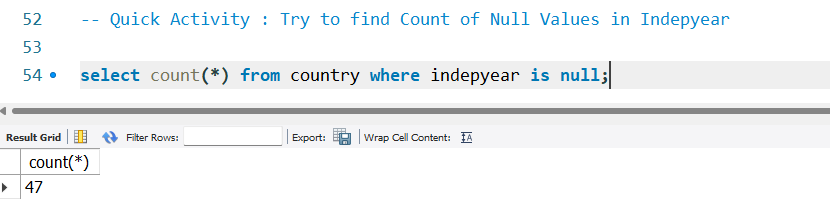 52 -- Quick Activity : Try to find Count of Null Values in Indepyear
53
54 select count(*) from country where indepyear is null;
Result Grid Filter Rows: Export: Wrap Cell Content: IA
count(*)
47